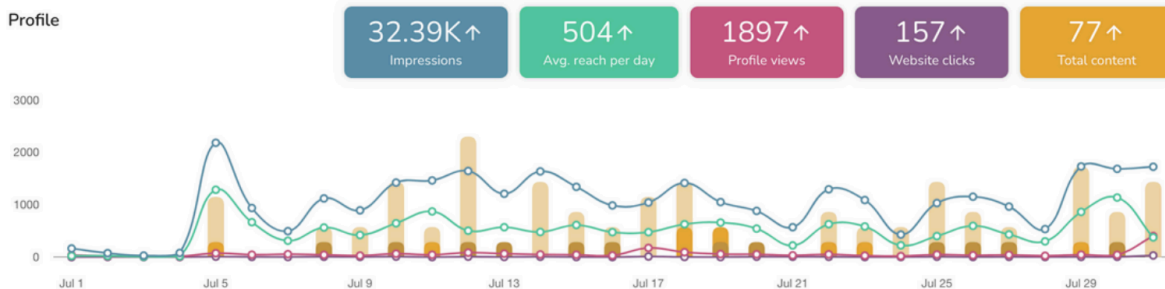 Profile
32.39K↑
Impressions
504↑
Avg. reach per day
1897↑
Profile views
157↑
Website clicks
77↑
Total content
3000
2000
1000
0
Jul 1 Jul 5 Jul 9 Jul 13 Jul 17 Jul 21 Jul 25 Jul 29